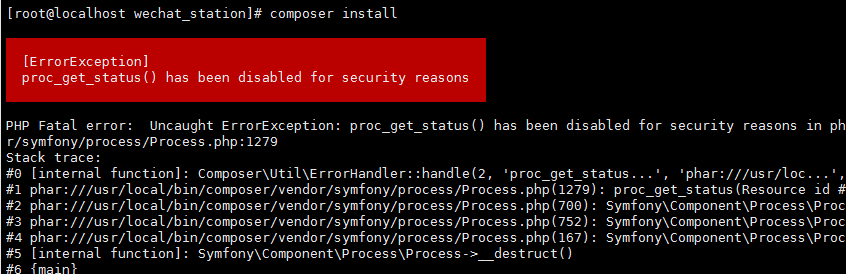 [root@localhost wechat_station]# composer install
[ErrorException]
proc_get_status() has been disabled for security reasons
PHP Fatal error:  Uncaught ErrorException: proc_get_status() has been disabled for security reasons in ph
r/symfony/process/Process.php:1279
Stack trace:
#0 [internal function]: Composer\Util\ErrorHandler::handle(2, 'proc_get_status...', 'phar:///usr/loc...',
#1 phar:///usr/local/bin/composer/vendor/symfony/process/Process.php(1279): proc_get_status(Resource id #
#2 phar:///usr/local/bin/composer/vendor/symfony/process/Process.php(700): Symfony\Component\Process\Proc
#3 phar:///usr/local/bin/composer/vendor/symfony/process/Process.php(752): Symfony\Component\Process\Proc
#4 phar:///usr/local/bin/composer/vendor/symfony/process/Process.php(167): Symfony\Component\Process\Proc
#5 [internal function]: Symfony\Component\Process\Process->__destruct()
#6 {main}